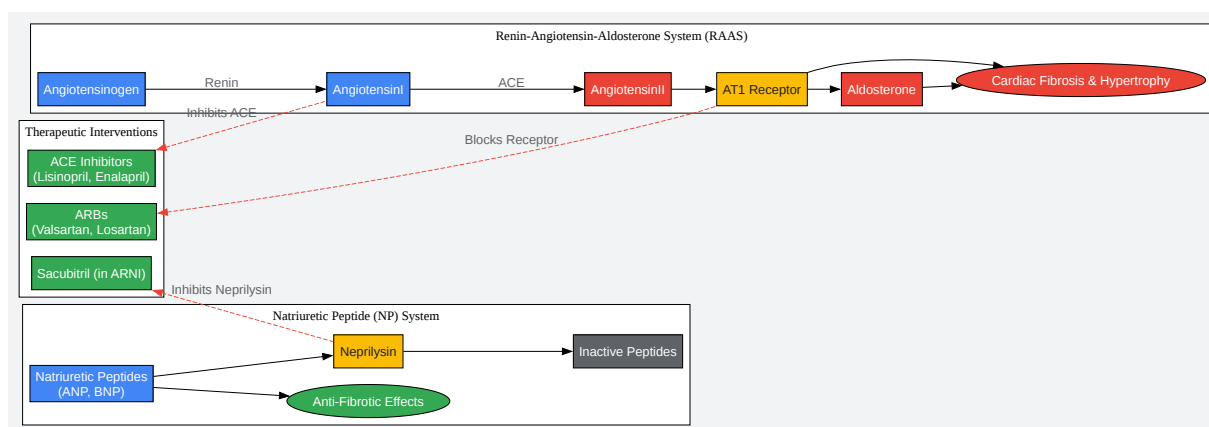 Renin-Angiotensin-Aldosterone System (RAAS)
Angiotensinogen
Renin
AngiotensinI
ACE
AngiotensinII
AT1 Receptor
Aldosterone
Cardiac Fibrosis & Hypertrophy
Inhibits ACE
Blocks Receptor
Therapeutic Interventions
ACE Inhibitors
(Lisinopril, Enalapril)
ARBs
(Valsartan, Losartan)
Sacubitril (in ARNI)
Inhibits Neprilysin
Natriuretic Peptide (NP) System
Neprilysin
Inactive Peptides
Natriuretic Peptides
(ANP, BNP)
Anti-Fibrotic Effects